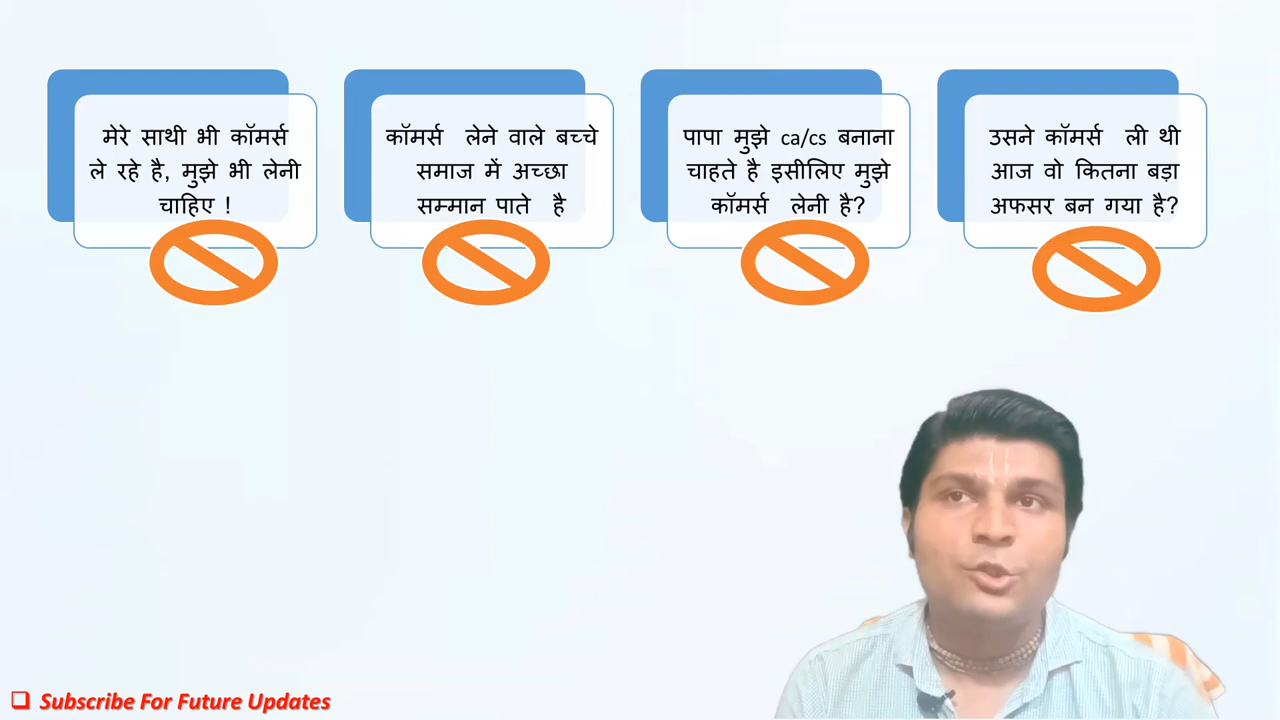 मेरे साथी भी कॉमर्स
ले रहे है, मुझे भी लेनी
चाहिए !
कॉमर्स लेने वाले बच्चे
समाज में अच्छा
सम्मान पाते है
पापा मुझे ca/cs बनाना
चाहते है इसीलिए मुझे
कॉमर्स लेनी है?
उसने कॉमर्स ली थी
आज वो कितना बड़ा
अफसर बन गया है?
Subscribe For Future Updates